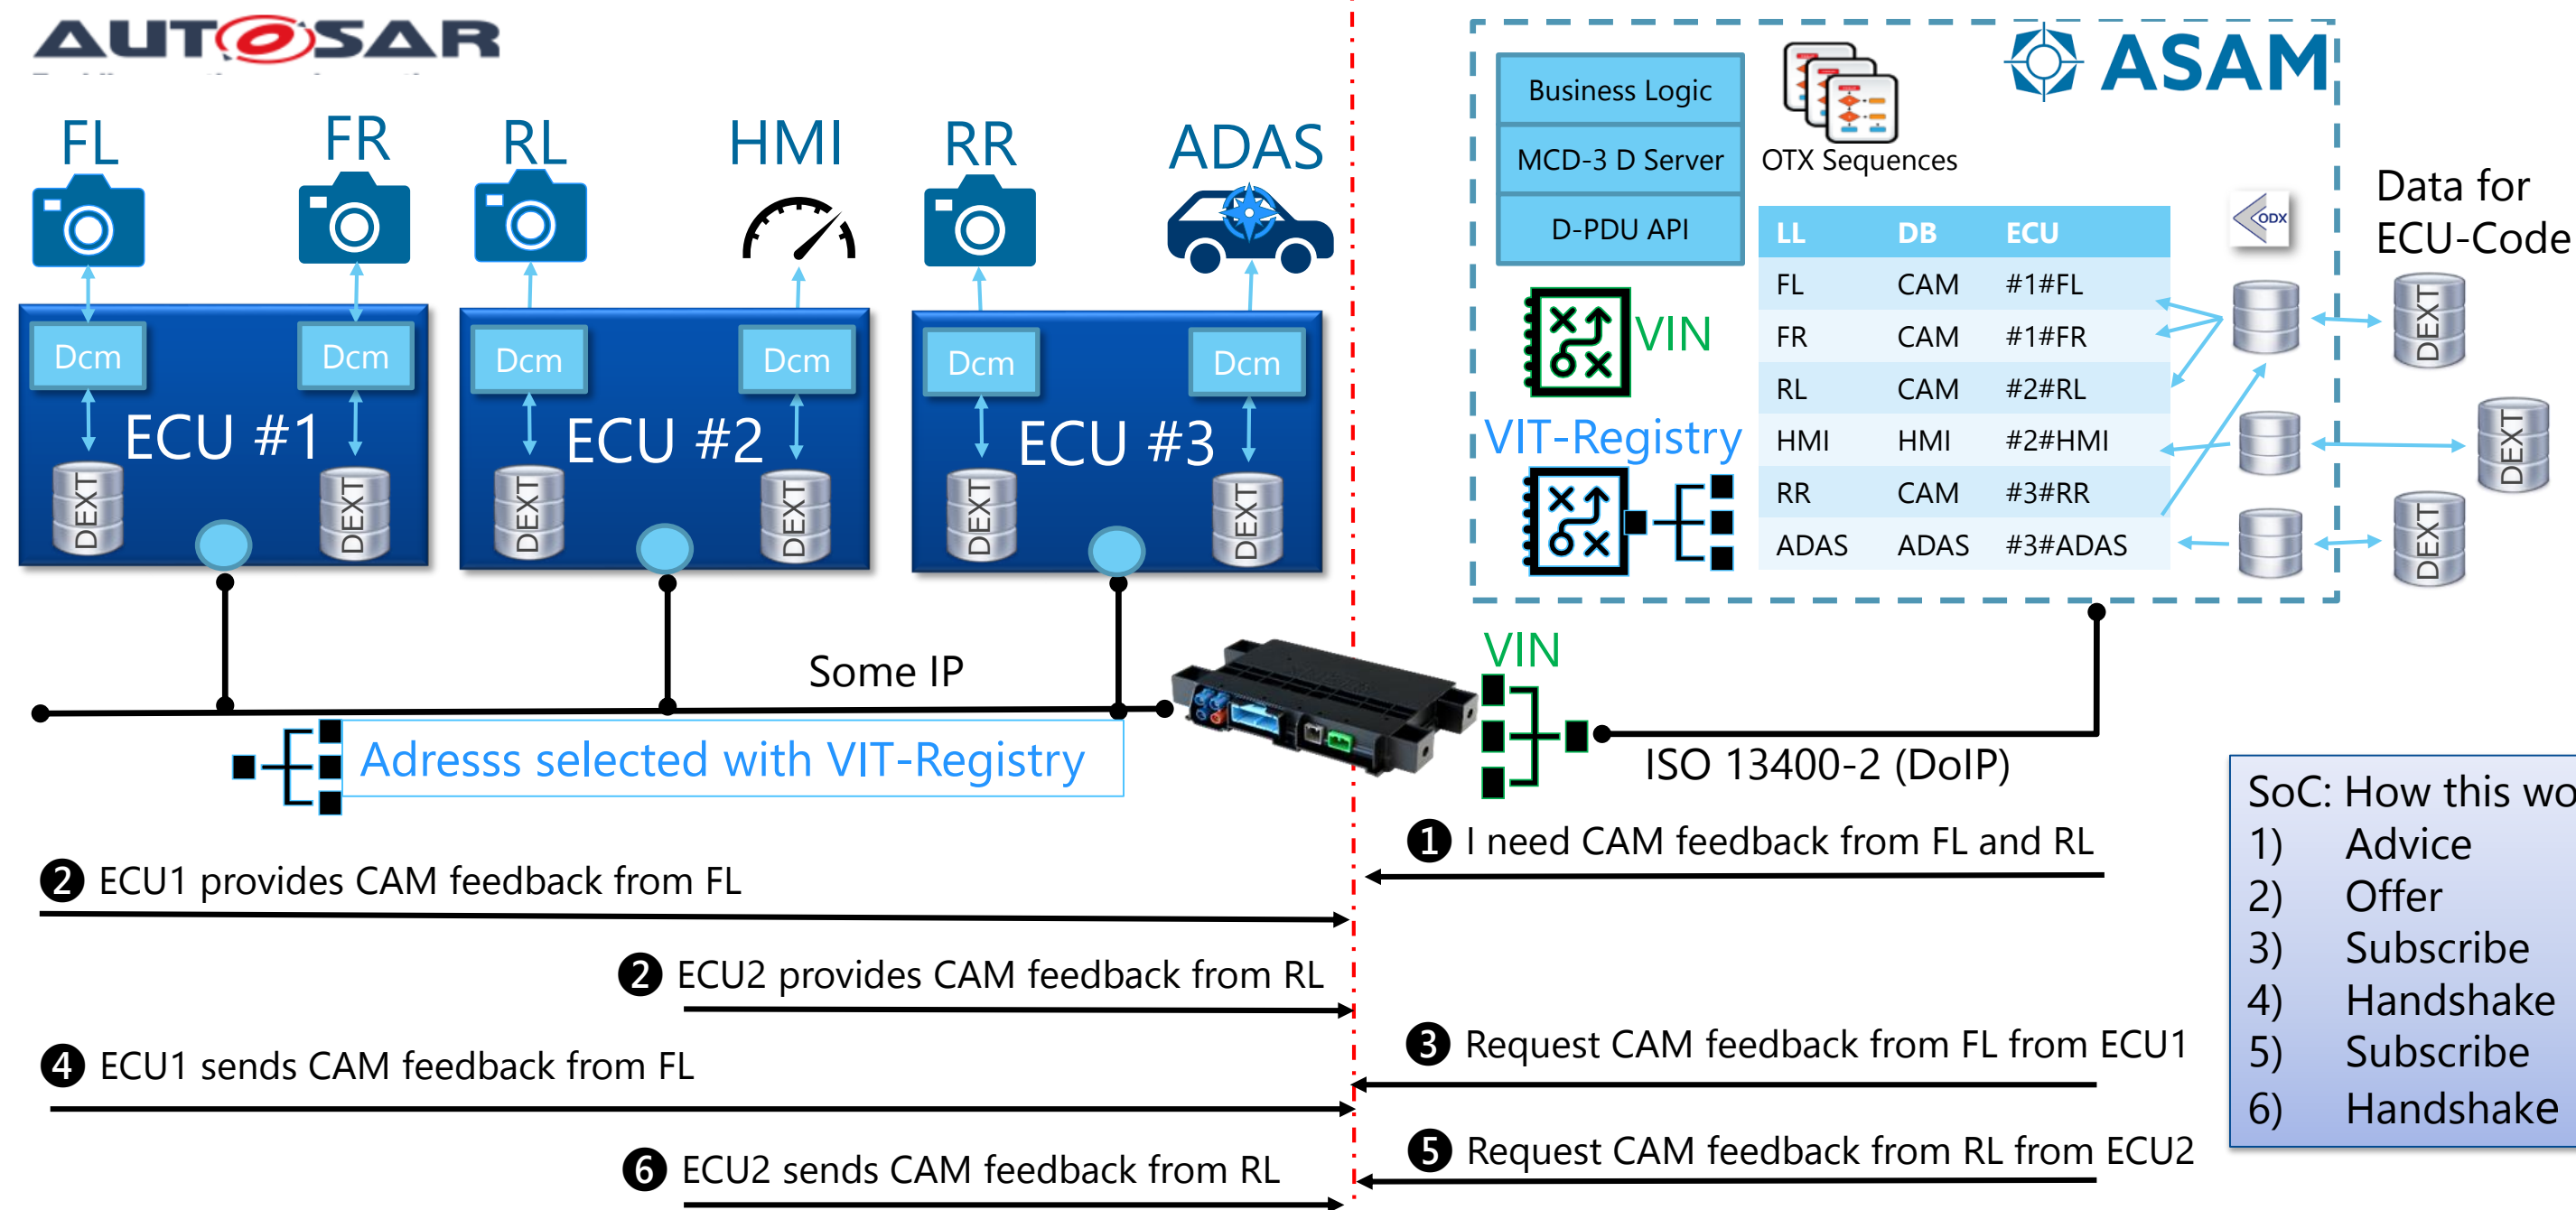 AUTOSAR
FL
FR
RL
HMI
RR
ADAS
Dcm
Dcm
Dcm
Dcm
Dcm
Dcm
ECU #1
ECU #2
ECU #3
DEXT
DEXT
DEXT
DEXT
DEXT
DEXT
Some IP
Adresss selected with VIT-Registry
ASAM
Business Logic
MCD-3 D Server
D-PDU API
OTX Sequences
VIN
VIT-Registry
LL DB ECU
FL CAM #1#FL
FR CAM #1#FR
RL CAM #2#RL
HMI HMI #2#HMI
RR CAM #3#RR
ADAS ADAS #3#ADAS
ODX
Data for
ECU-Code
DEXT
DEXT
DEXT
VIN
ISO 13400-2 (DoIP)
1 I need CAM feedback from FL and RL
2 ECU1 provides CAM feedback from FL
2 ECU2 provides CAM feedback from RL
3 Request CAM feedback from FL from ECU1
4 ECU1 sends CAM feedback from FL
5 Request CAM feedback from RL from ECU2
6 ECU2 sends CAM feedback from RL
SoC: How this wo
1) Advice
2) Offer
3) Subscribe
4) Handshake
5) Subscribe
6) Handshake